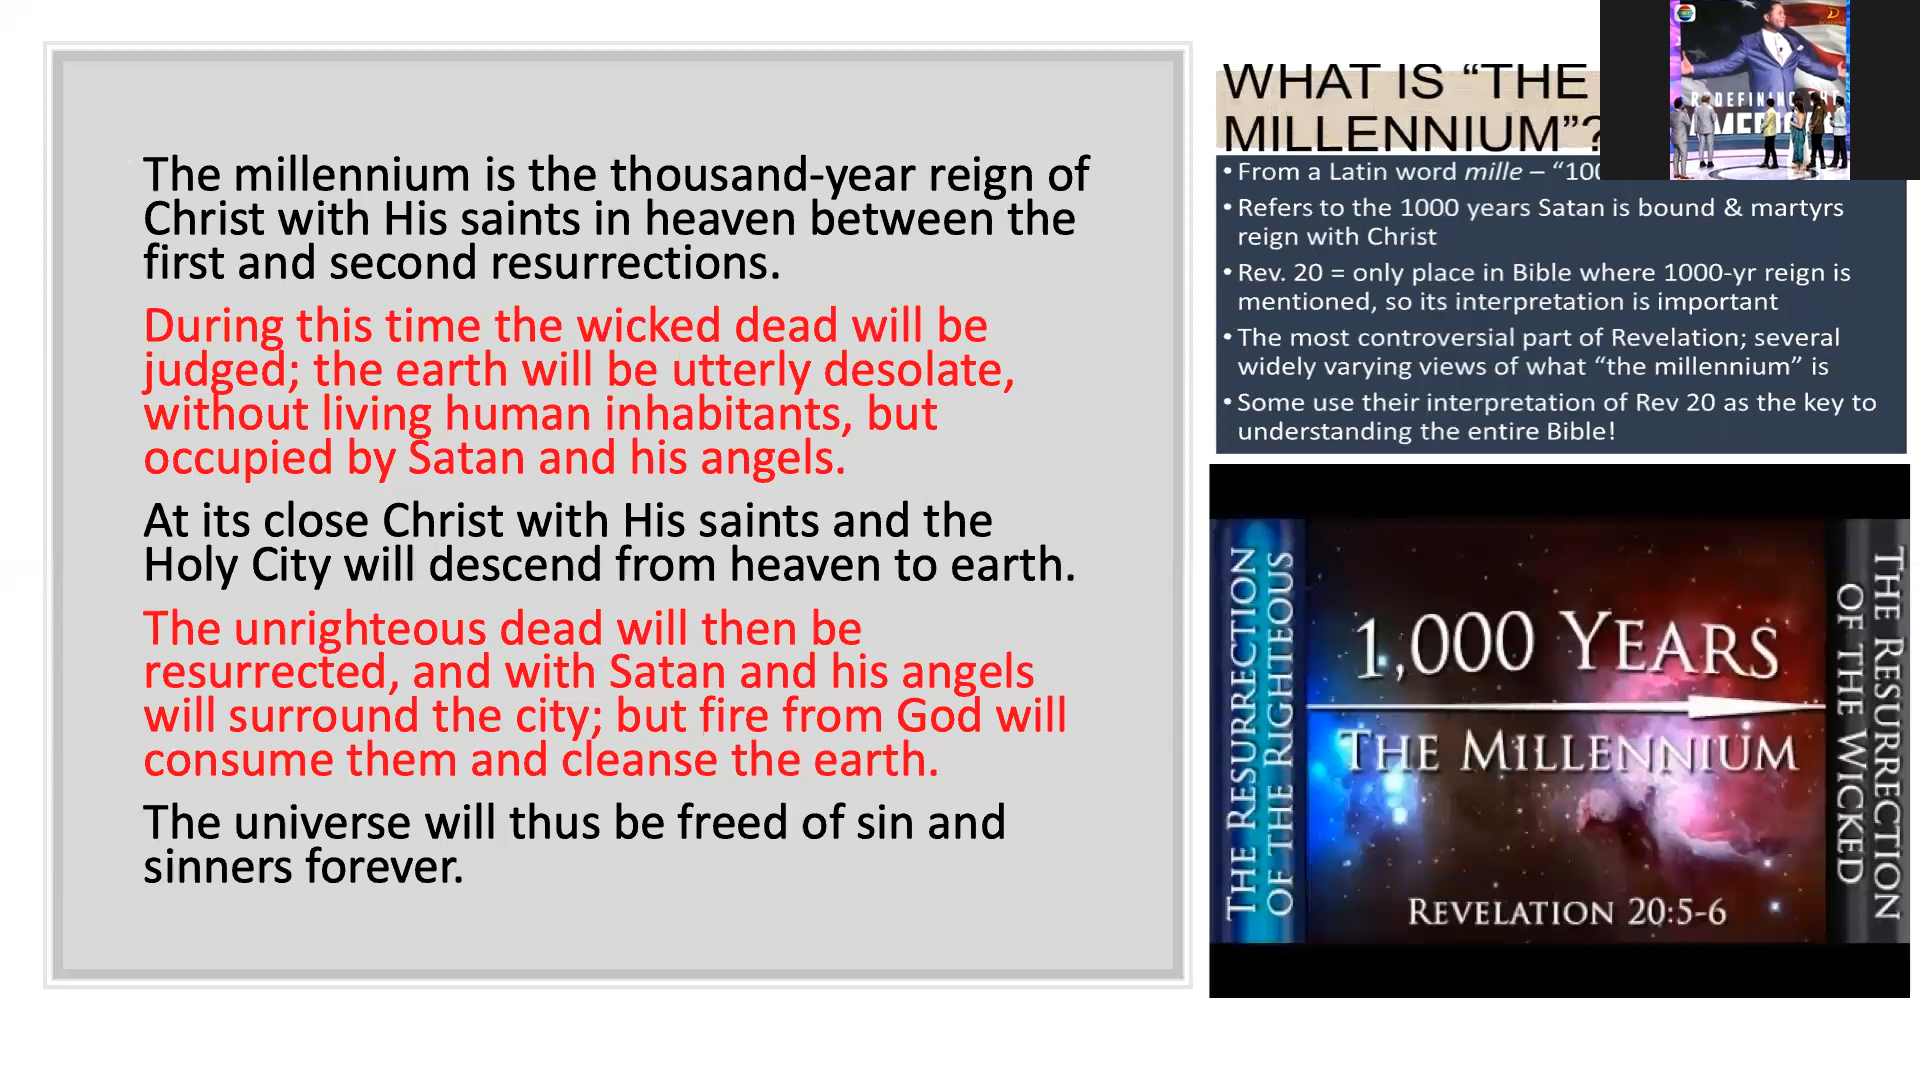 The millennium is the thousand-year reign of
Christ with His saints in heaven between the
first and second resurrections.
During this time the wicked dead will be
judged; the earth will be utterly desolate,
without living human inhabitants, but
occupied by Satan and his angels.
At its close Christ with His saints and the
Holy City will descend from heaven to earth.
The unrighteous dead will then be
resurrected, and with Satan and his angels
will surround the city; but fire from God will
consume them and cleanse the earth.
The universe will thus be freed of sin and
sinners forever.
WHAT IS “THE
MILLENNIUM”?
• From a Latin word mille – “100
• Refers to the 1000 years Satan is bound & martyrs
reign with Christ
• Rev. 20 = only place in Bible where 1000-yr reign is
mentioned, so its interpretation is important
• The most controversial part of Revelation; several
widely varying views of what “the millennium” is
• Some use their interpretation of Rev 20 as the key to
understanding the entire Bible!
THE RESURRECTION
OF THE RIGHTEOUS
1,000 YEARS
THE MILLENNIUM
REVELATION 20:5-6
THE RESURRECTION
OF THE WICKED